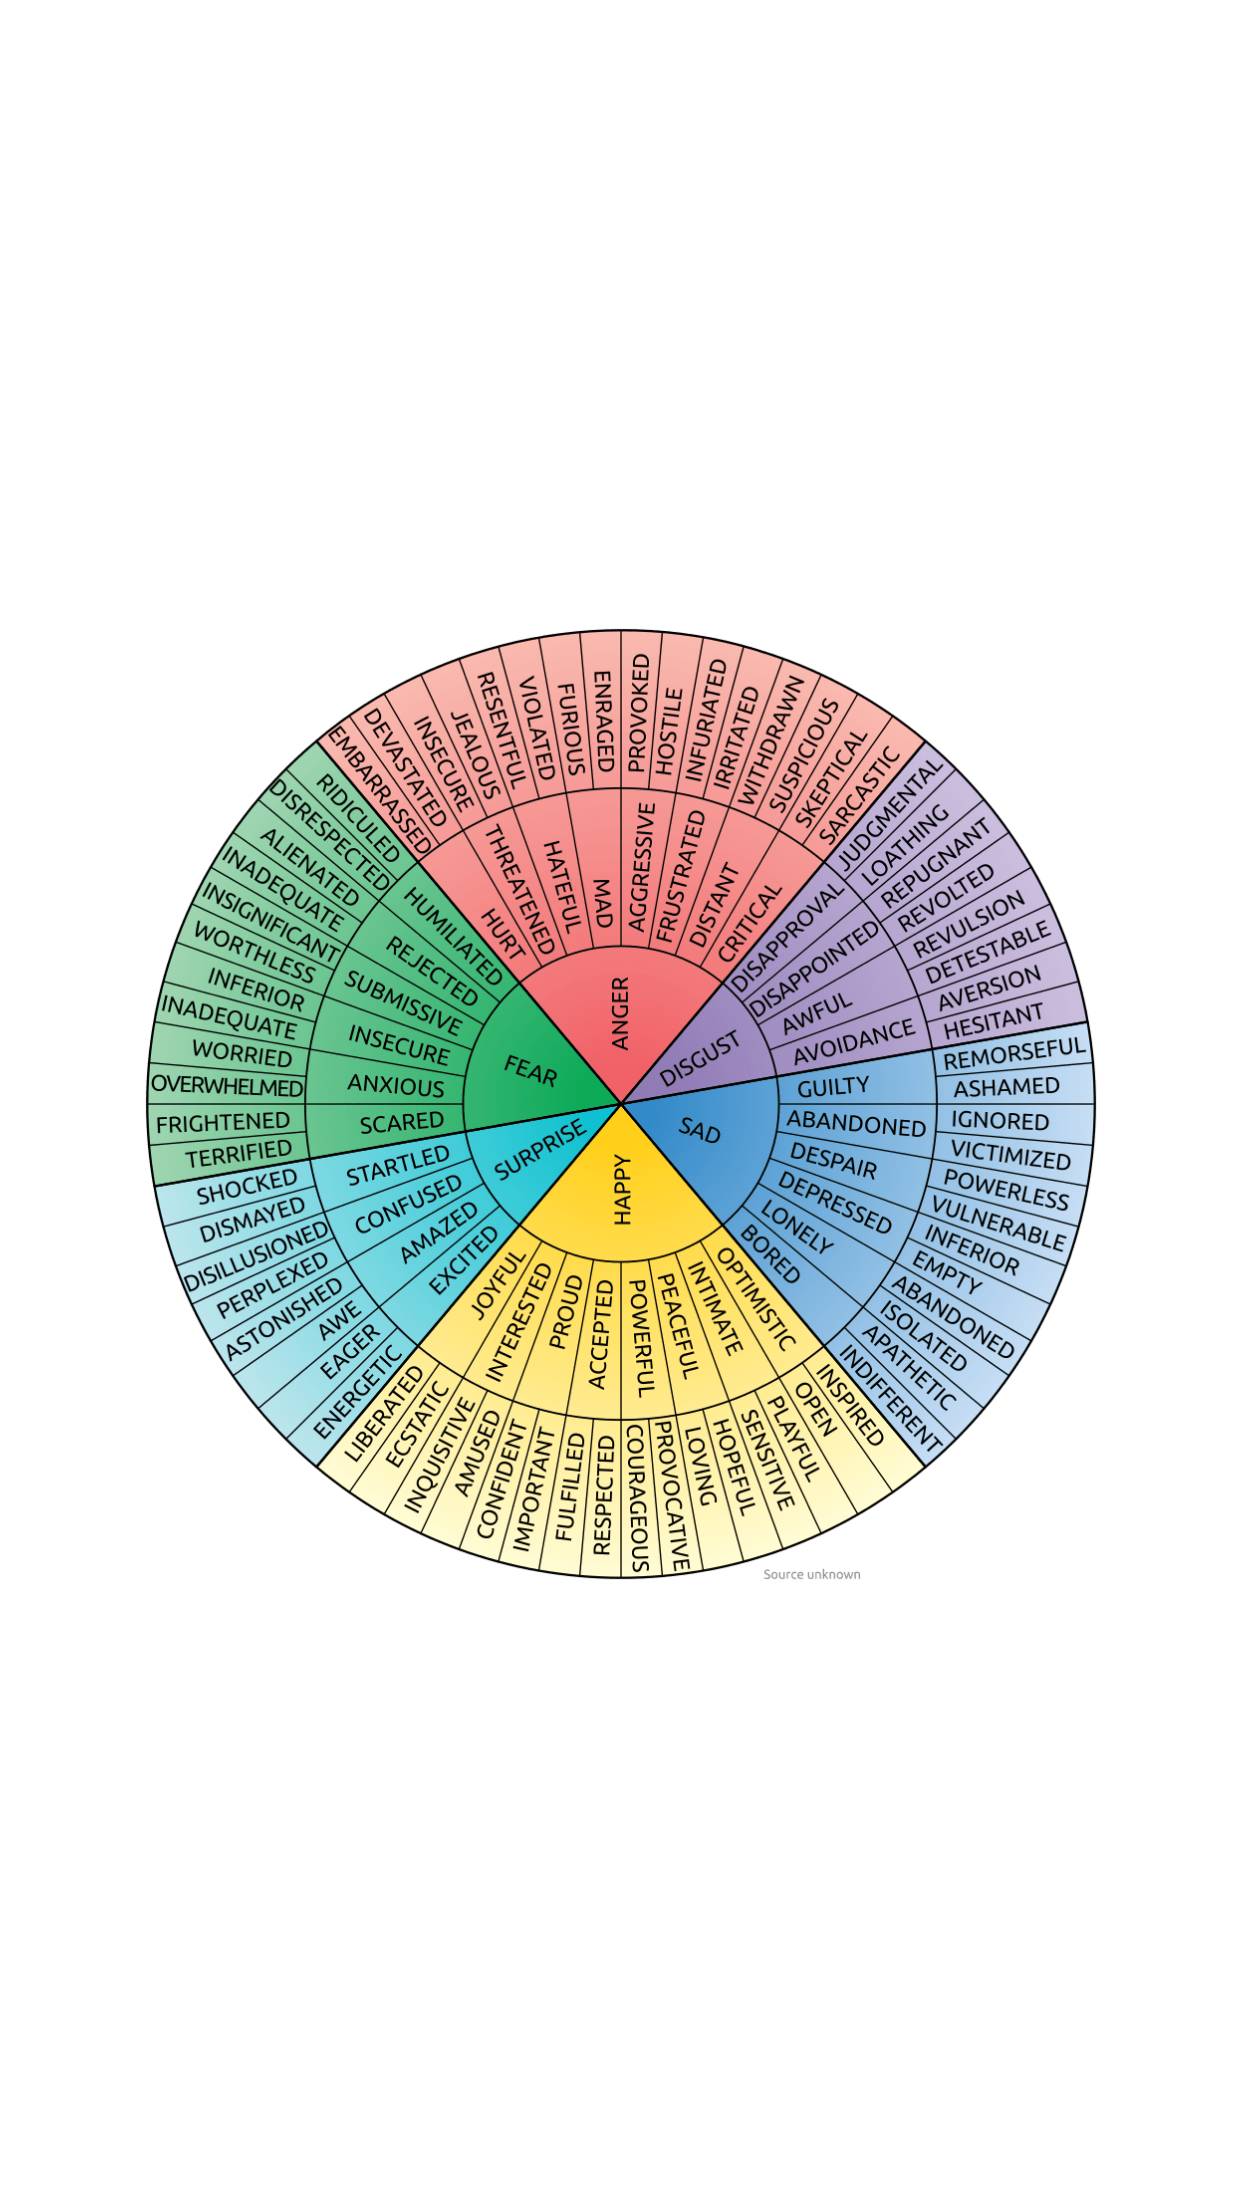 ANGER
HURT
EMBARRASSED
DEVASTATED
THREATENED
INSECURE
JEALOUS
HATEFUL
RESENTFUL
VIOLATED
MAD
FURIOUS
ENRAGED
AGGRESSIVE
PROVOKED
HOSTILE
FRUSTRATED
INFURIATED
IRRITATED
DISTANT
WITHDRAWN
SUSPICIOUS
CRITICAL
SKEPTICAL
SARCASTIC
DISGUST
DISAPPROVAL
JUDGMENTAL
LOATHING
DISAPPOINTED
REPUGNANT
REVOLTED
AWFUL
REVULSION
DETESTABLE
AVOIDANCE
AVERSION
HESITANT
SAD
GUILTY
REMORSEFUL
ASHAMED
ABANDONED
IGNORED
VICTIMIZED
DESPAIR
POWERLESS
VULNERABLE
DEPRESSED
INFERIOR
EMPTY
LONELY
ABANDONED
ISOLATED
BORED
APATHETIC
INDIFFERENT
HAPPY
OPTIMISTIC
INSPIRED
OPEN
INTIMATE
PLAYFUL
SENSITIVE
PEACEFUL
HOPEFUL
LOVING
POWERFUL
PROVOCATIVE
COURAGEOUS
ACCEPTED
RESPECTED
FULFILLED
PROUD
IMPORTANT
CONFIDENT
INTERESTED
AMUSED
INQUISITIVE
JOYFUL
ECSTATIC
LIBERATED
SURPRISE
EXCITED
ENERGETIC
EAGER
AMAZED
AWE
ASTONISHED
CONFUSED
PERPLEXED
DISILLUSIONED
STARTLED
DISMAYED
SHOCKED
FEAR
SCARED
TERRIFIED
FRIGHTENED
ANXIOUS
OVERWHELMED
WORRIED
INSECURE
INADEQUATE
INFERIOR
SUBMISSIVE
WORTHLESS
INSIGNIFICANT
REJECTED
INADEQUATE
ALIENATED
HUMILIATED
DISRESPECTED
RIDICULED
Source unknown